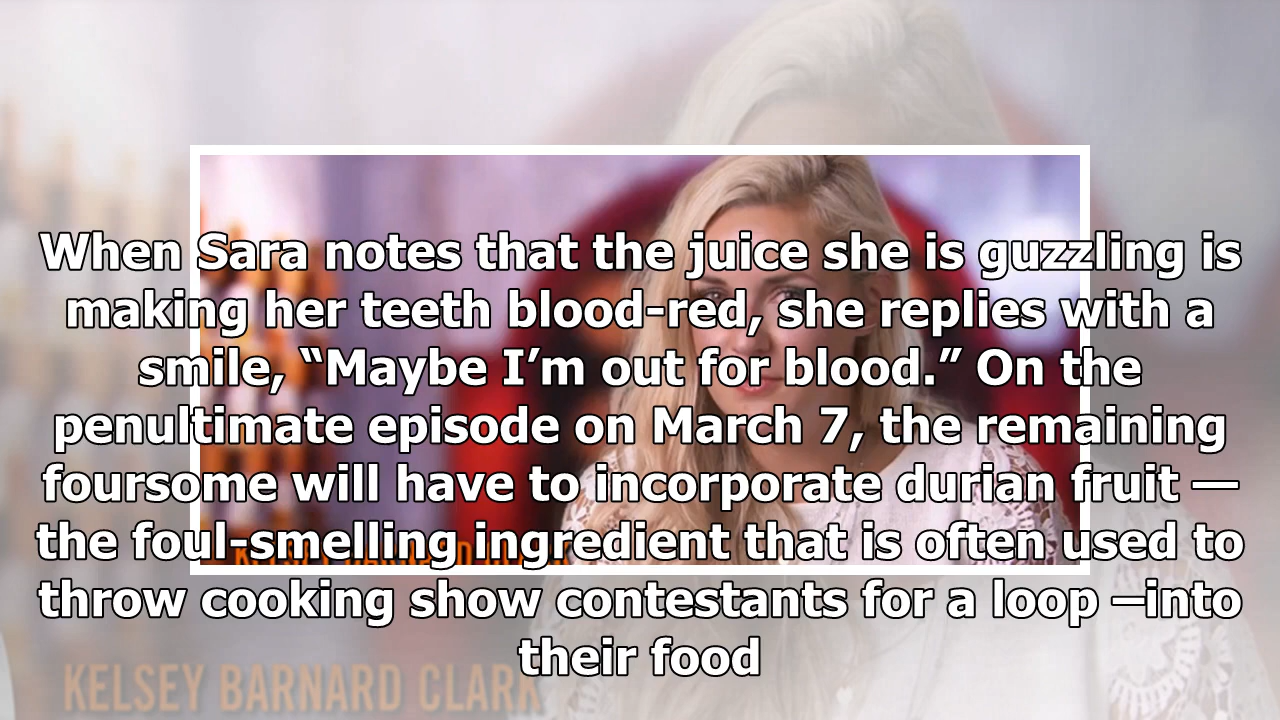 When Sara notes that the juice she is guzzling is
making her teeth blood-red, she replies with a
smile, “Maybe I’m out for blood.” On the
penultimate episode on March 7, the remaining
foursome will have to incorporate durian fruit —
the foul-smelling ingredient that is often used to
throw cooking show contestants for a loop —into
their food
KELSEY BARNARD CLARK